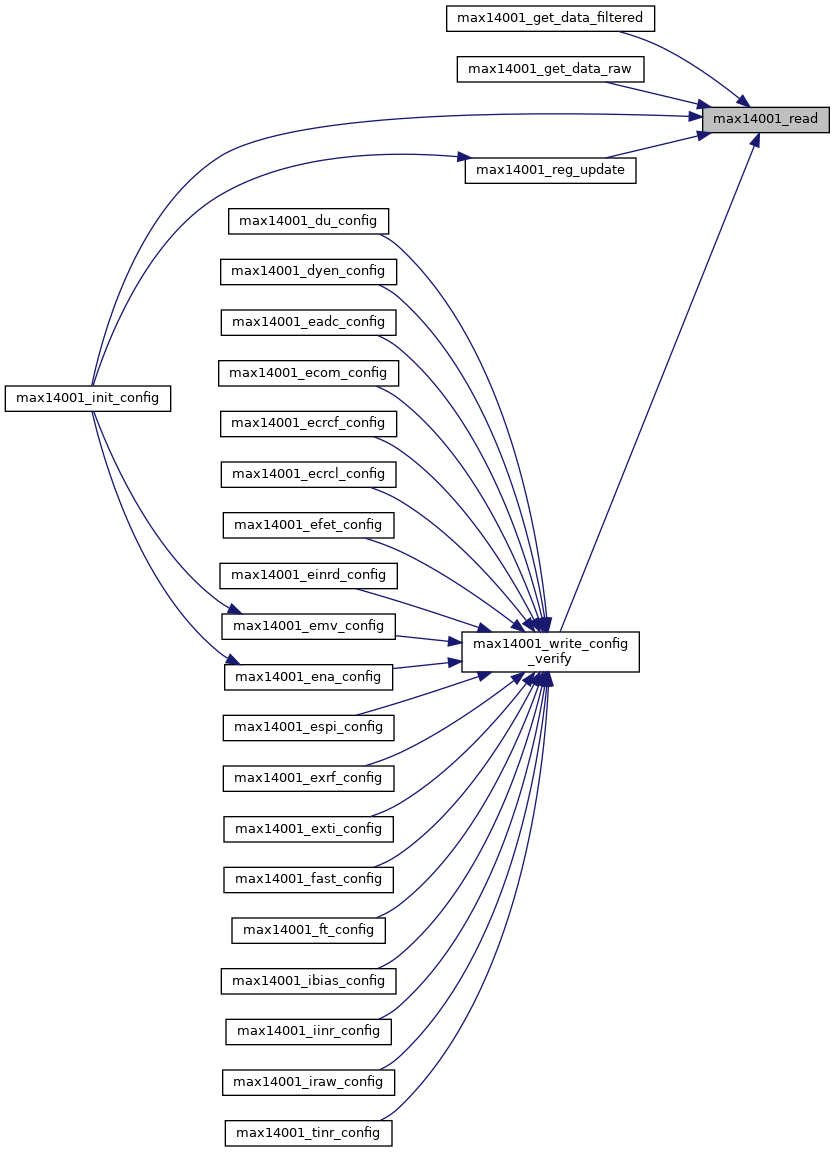 max14001_get_data_filtered
max14001_get_data_raw
max14001_read
max14001_reg_update
max14001_du_config
max14001_dyen_config
max14001_eadc_config
max14001_ecom_config
max14001_init_config
max14001_ecrcf_config
max14001_ecrcl_config
max14001_efet_config
max14001_einrd_config
max14001_emv_config
max14001_write_config
_verify
max14001_ena_config
max14001_espi_config
max14001_exrf_config
max14001_exti_config
max14001_fast_config
max14001_ft_config
max14001_ibias_config
max14001_iinr_config
max14001_iraw_config
max14001_tinr_config